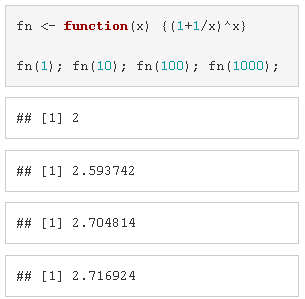 fn <- function(x) {(1+1/x)^x}
fn(1); fn(10); fn(100); fn(1000);
## [1] 2
## [1] 2.593742
## [1] 2.704814
## [1] 2.716924